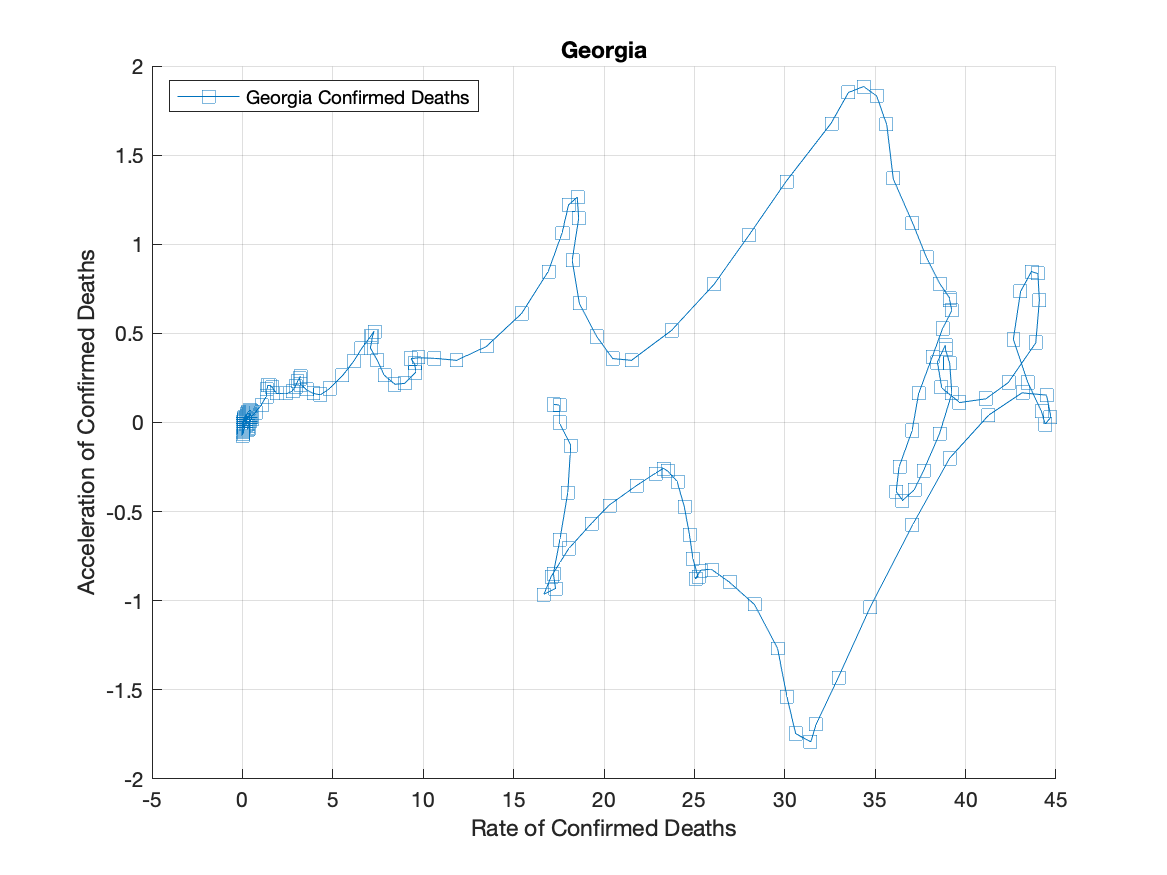 Georgia
Georgia Confirmed Deaths
Acceleration of Confirmed Deaths
2
1.5
1
0.5
0
-0.5
-1
-1.5
-2
-5 0 5 10 15 20 25 30 35 40 45
Rate of Confirmed Deaths